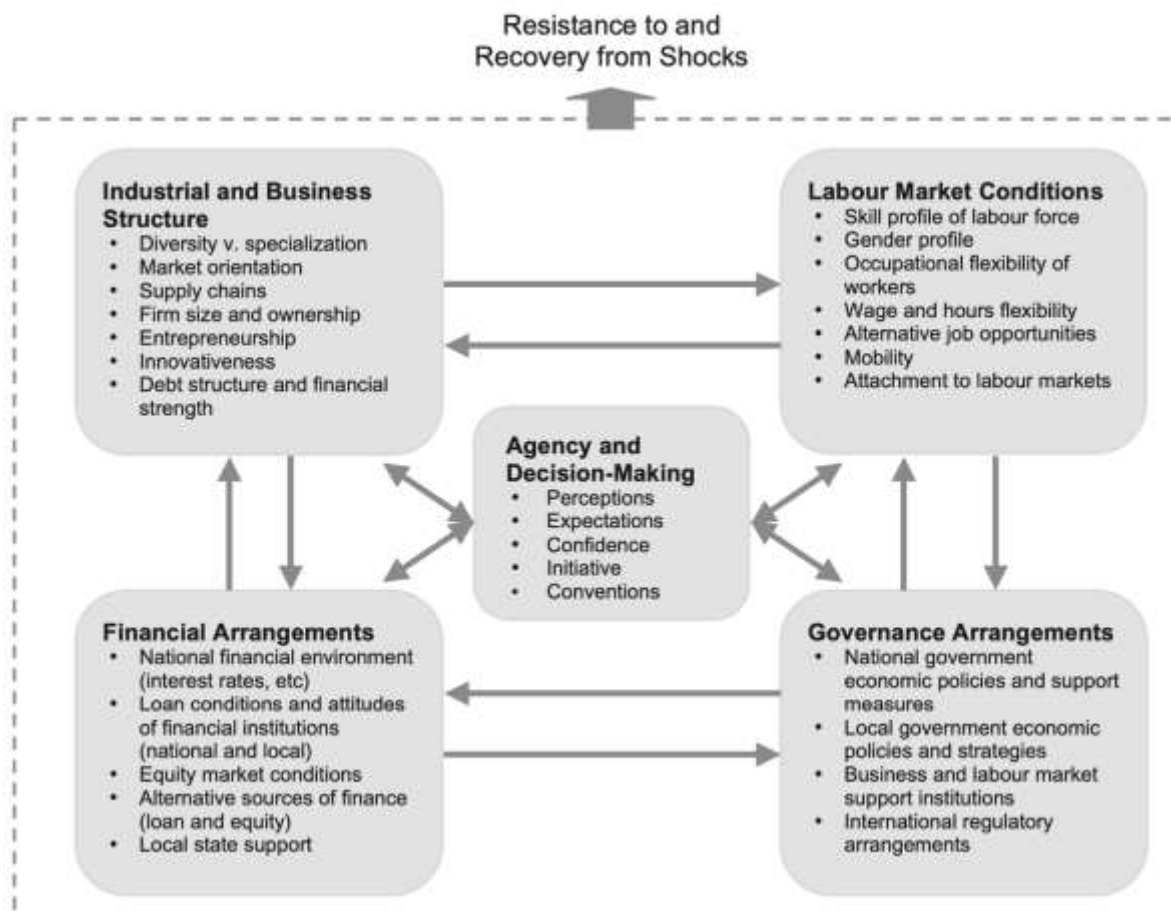 Resistance to and
Recovery from Shocks
Industrial and Business
Structure
• Diversity v. specialization
• Market orientation
• Supply chains
• Firm size and ownership
• Entrepreneurship
• Innovativeness
• Debt structure and financial
strength
Labour Market Conditions
• Skill profile of labour force
• Gender profile
• Occupational flexibility of
workers
• Wage and hours flexibility
• Alternative job opportunities
• Mobility
• Attachment to labour markets
Agency and
Decision-Making
• Perceptions
• Expectations
• Confidence
• Initiative
• Conventions
Financial Arrangements
• National financial environment
(interest rates, etc)
• Loan conditions and attitudes
of financial institutions
(national and local)
• Equity market conditions
• Alternative sources of finance
(loan and equity)
• Local state support
Governance Arrangements
• National government
economic policies and support
measures
• Local government economic
policies and strategies
• Business and labour market
support institutions
• International regulatory
arrangements